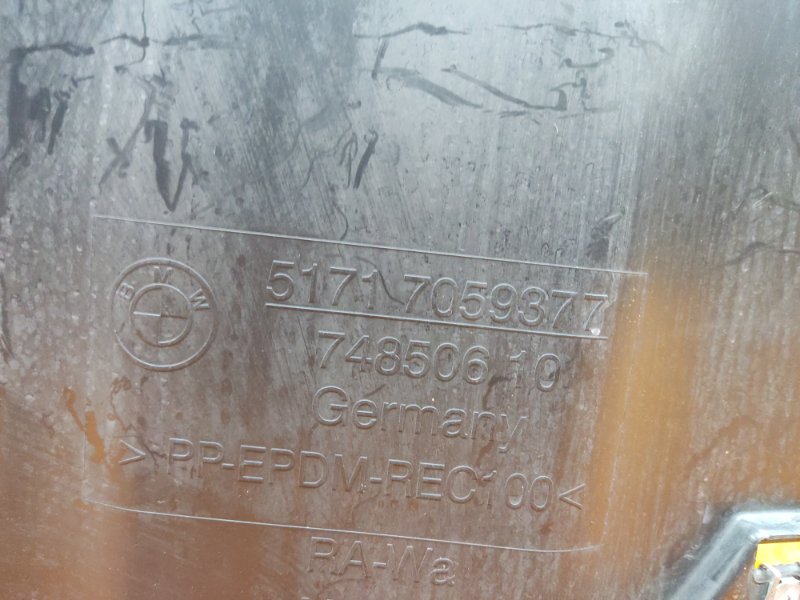 BMW
5171 7059377
748506 10
Germany
>PP-EPDM-REC100<
RA-Wa